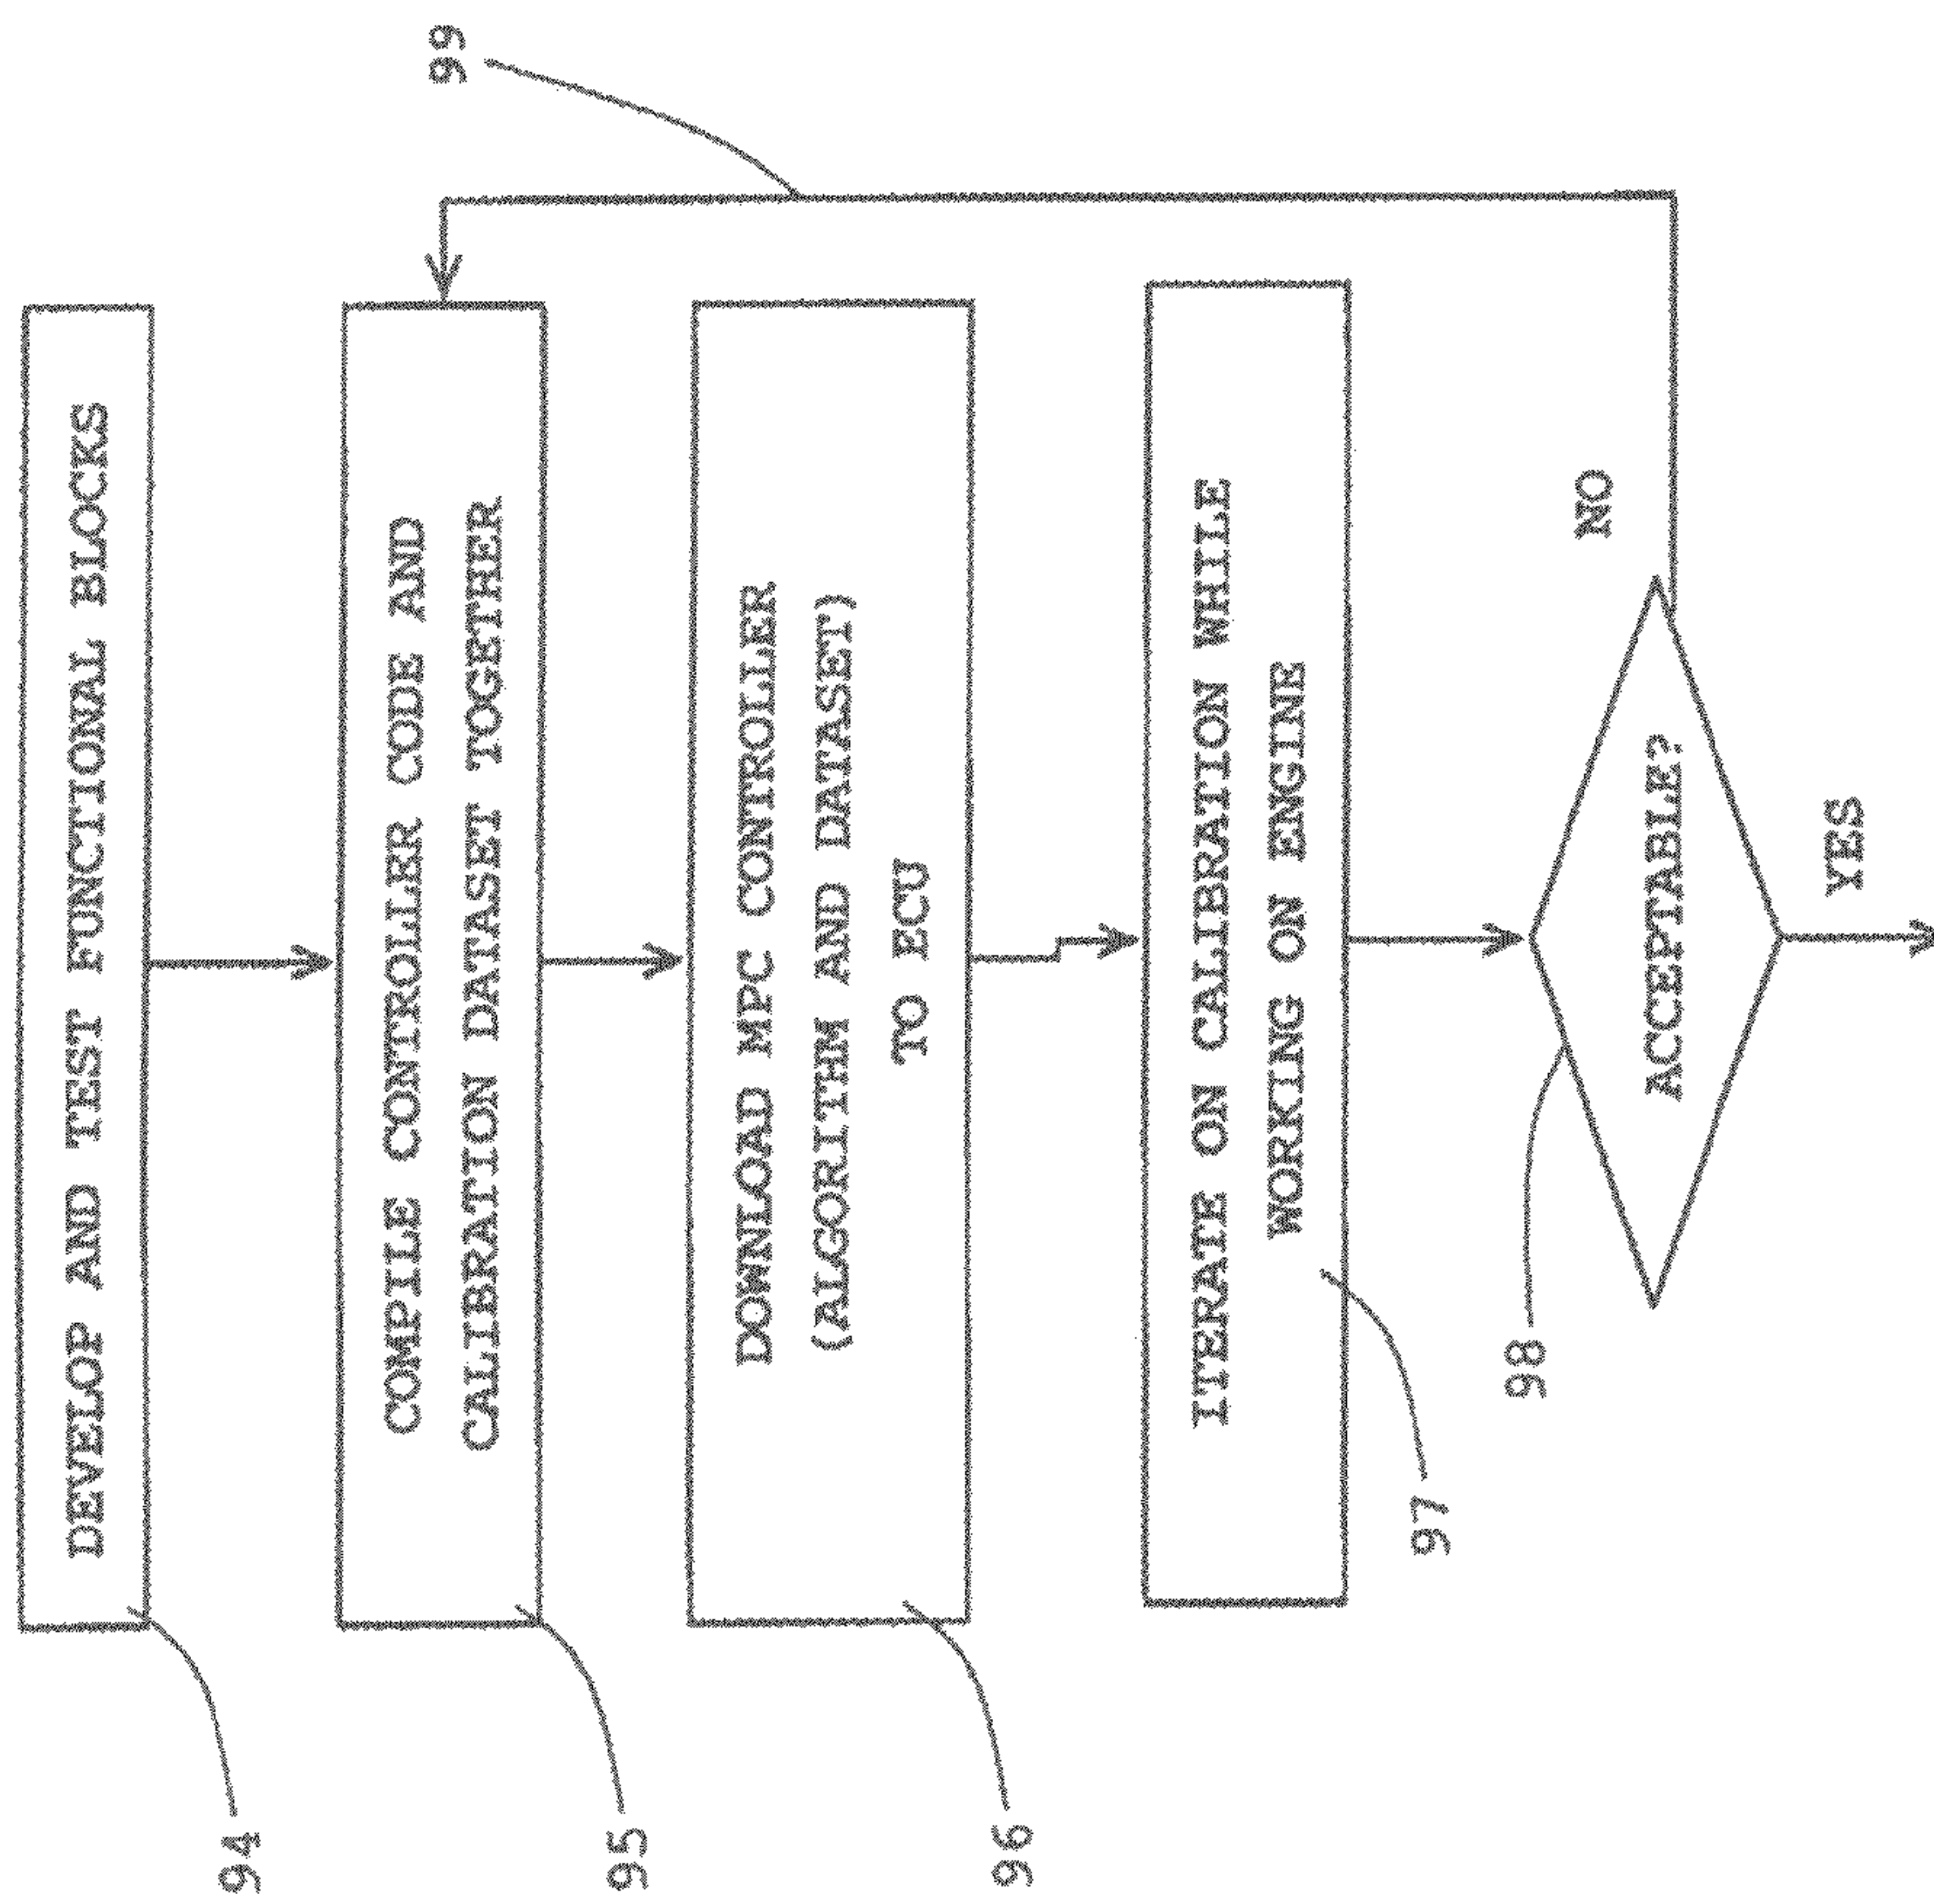 DEVELOP AND TEST FUNCTIONAL BLOCKS
94
COMPILE CONTROLLER CODE AND
CALIBRATION DATASET TOGETHER
95
99
DOWNLOAD MPC CONTROLLER
(ALGORITHM AND DATASET)
TO ECU
96
ITERATE ON CALIBRATION WHILE
WORKING ON ENGINE
97
ACCEPTABLE?
98
NO
YES